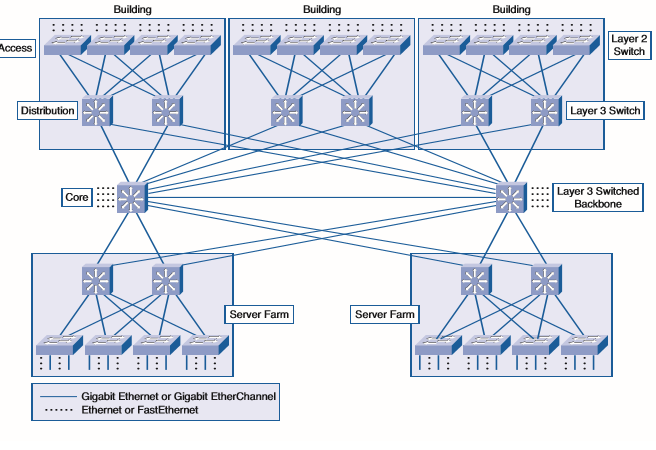 Building
Building
Building
Access
Layer 2
Switch
Distribution
Layer 3 Switch
Core
Layer 3 Switched
Backbone
Server Farm
Server Farm
Gigabit Ethernet or Gigabit EtherChannel
Ethernet or FastEthernet